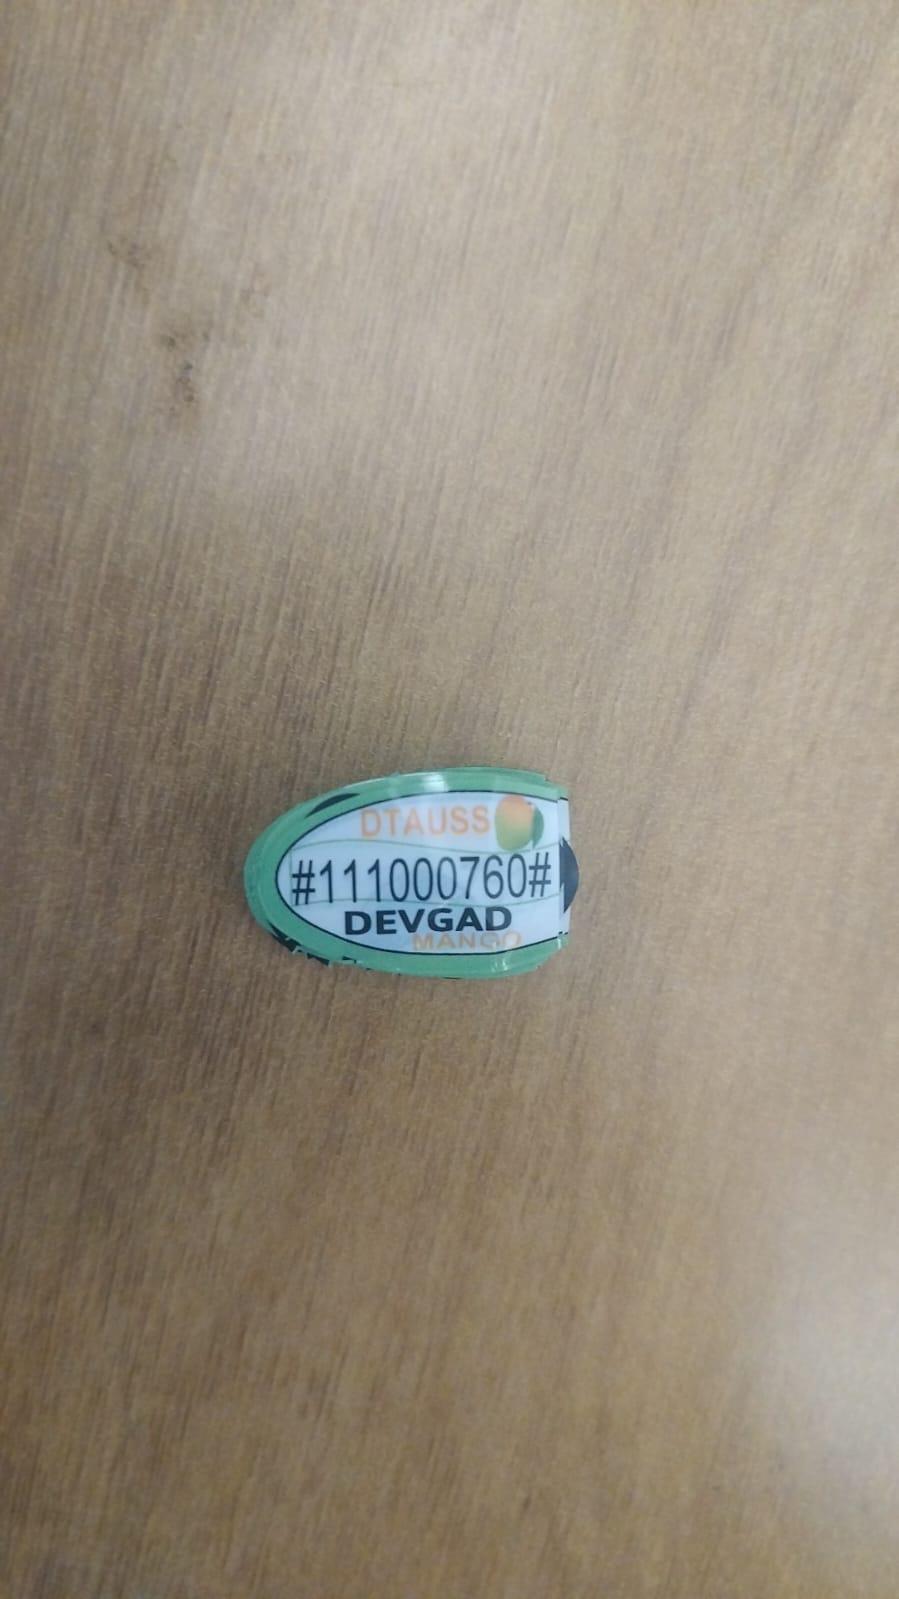 DTAUSS
#111000760#
DEVGAD
MANGO